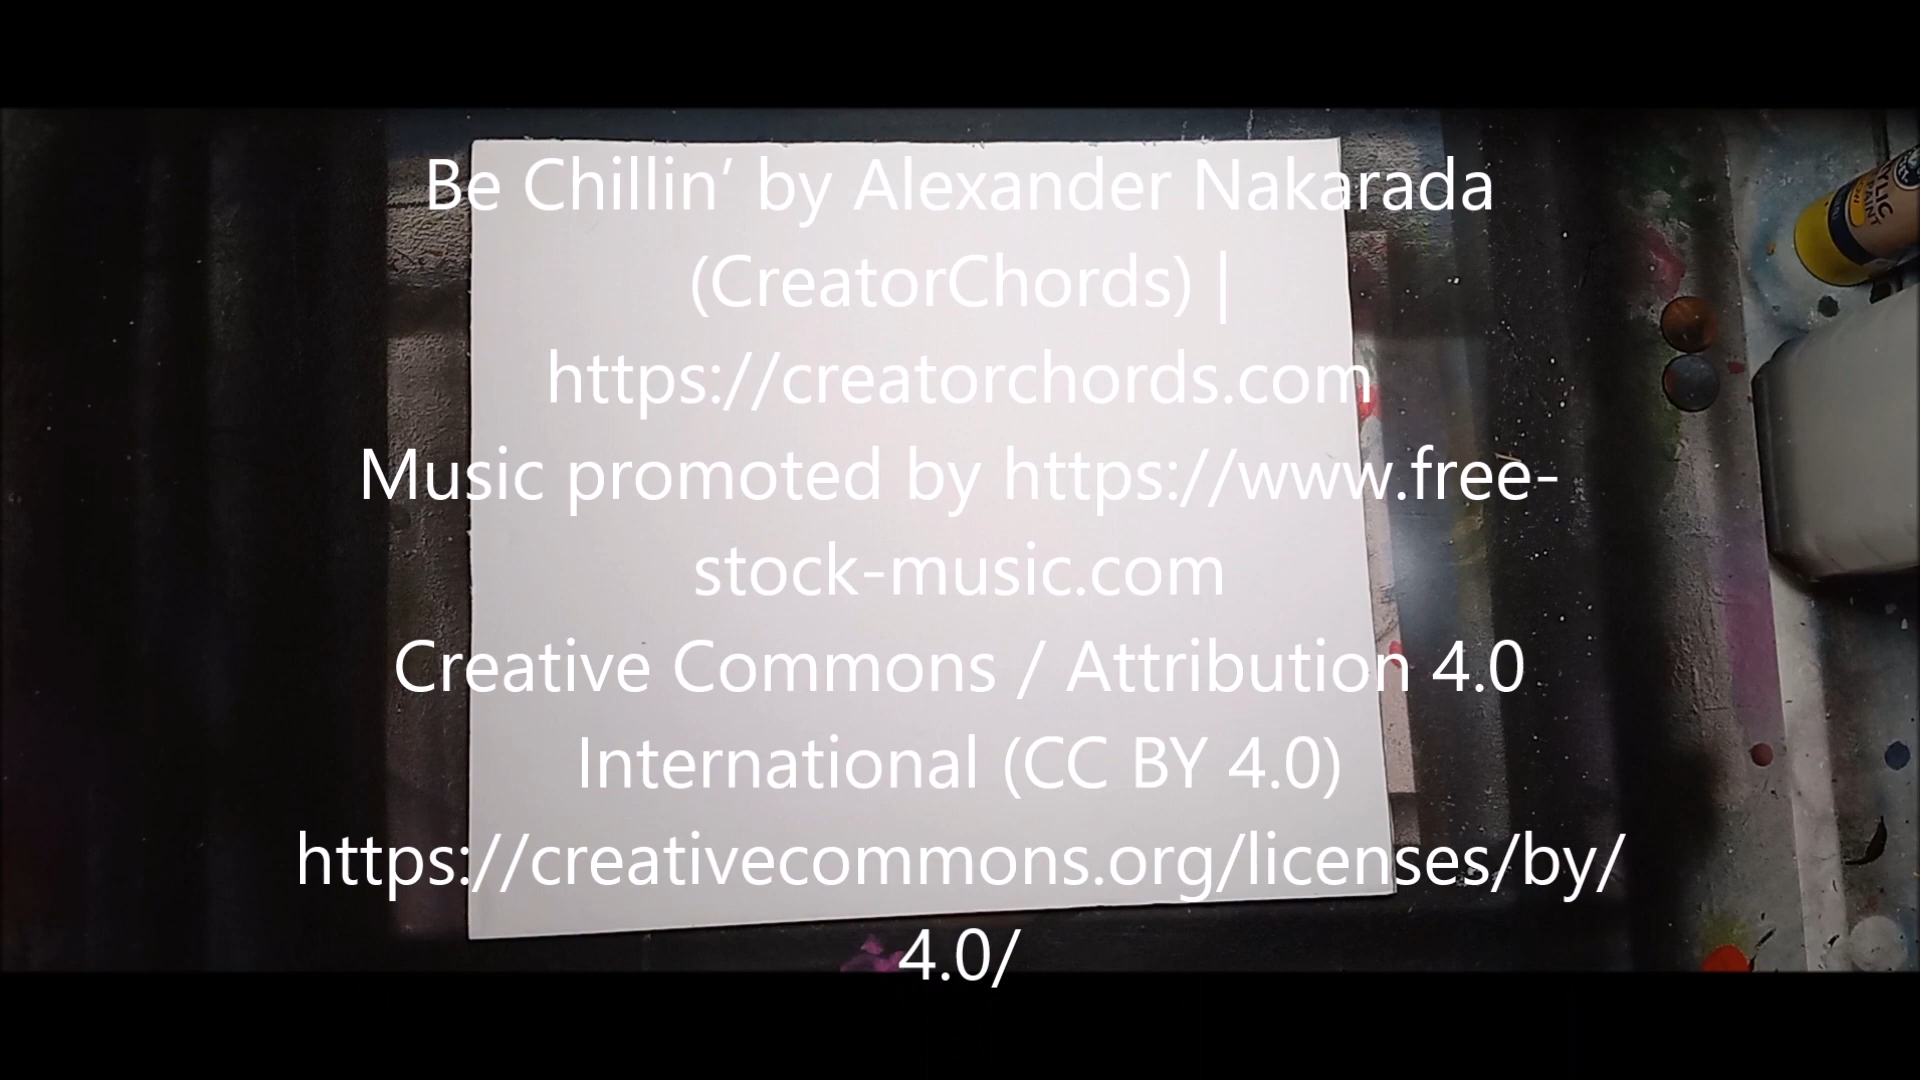 Be Chillin’ by Alexander Nakarada
(CreatorChords) |
https://creatorchords.com
Music promoted by https://www.free-
stock-music.com
Creative Commons / Attribution 4.0
International (CC BY 4.0)
https://creativecommons.org/licenses/by/
4.0/